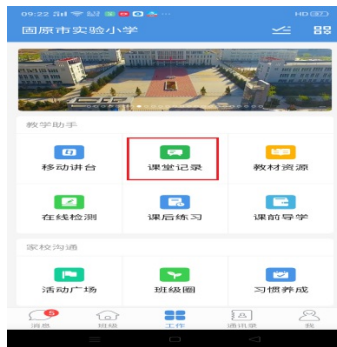 09:22
HD
固原市实验小学
教学助手
移动讲台
课堂记录
教材资源
在线检测
课后练习
课前导学
家校沟通
活动广场
班级圈
习惯养成
5
消息
班级
工作
通讯录
我